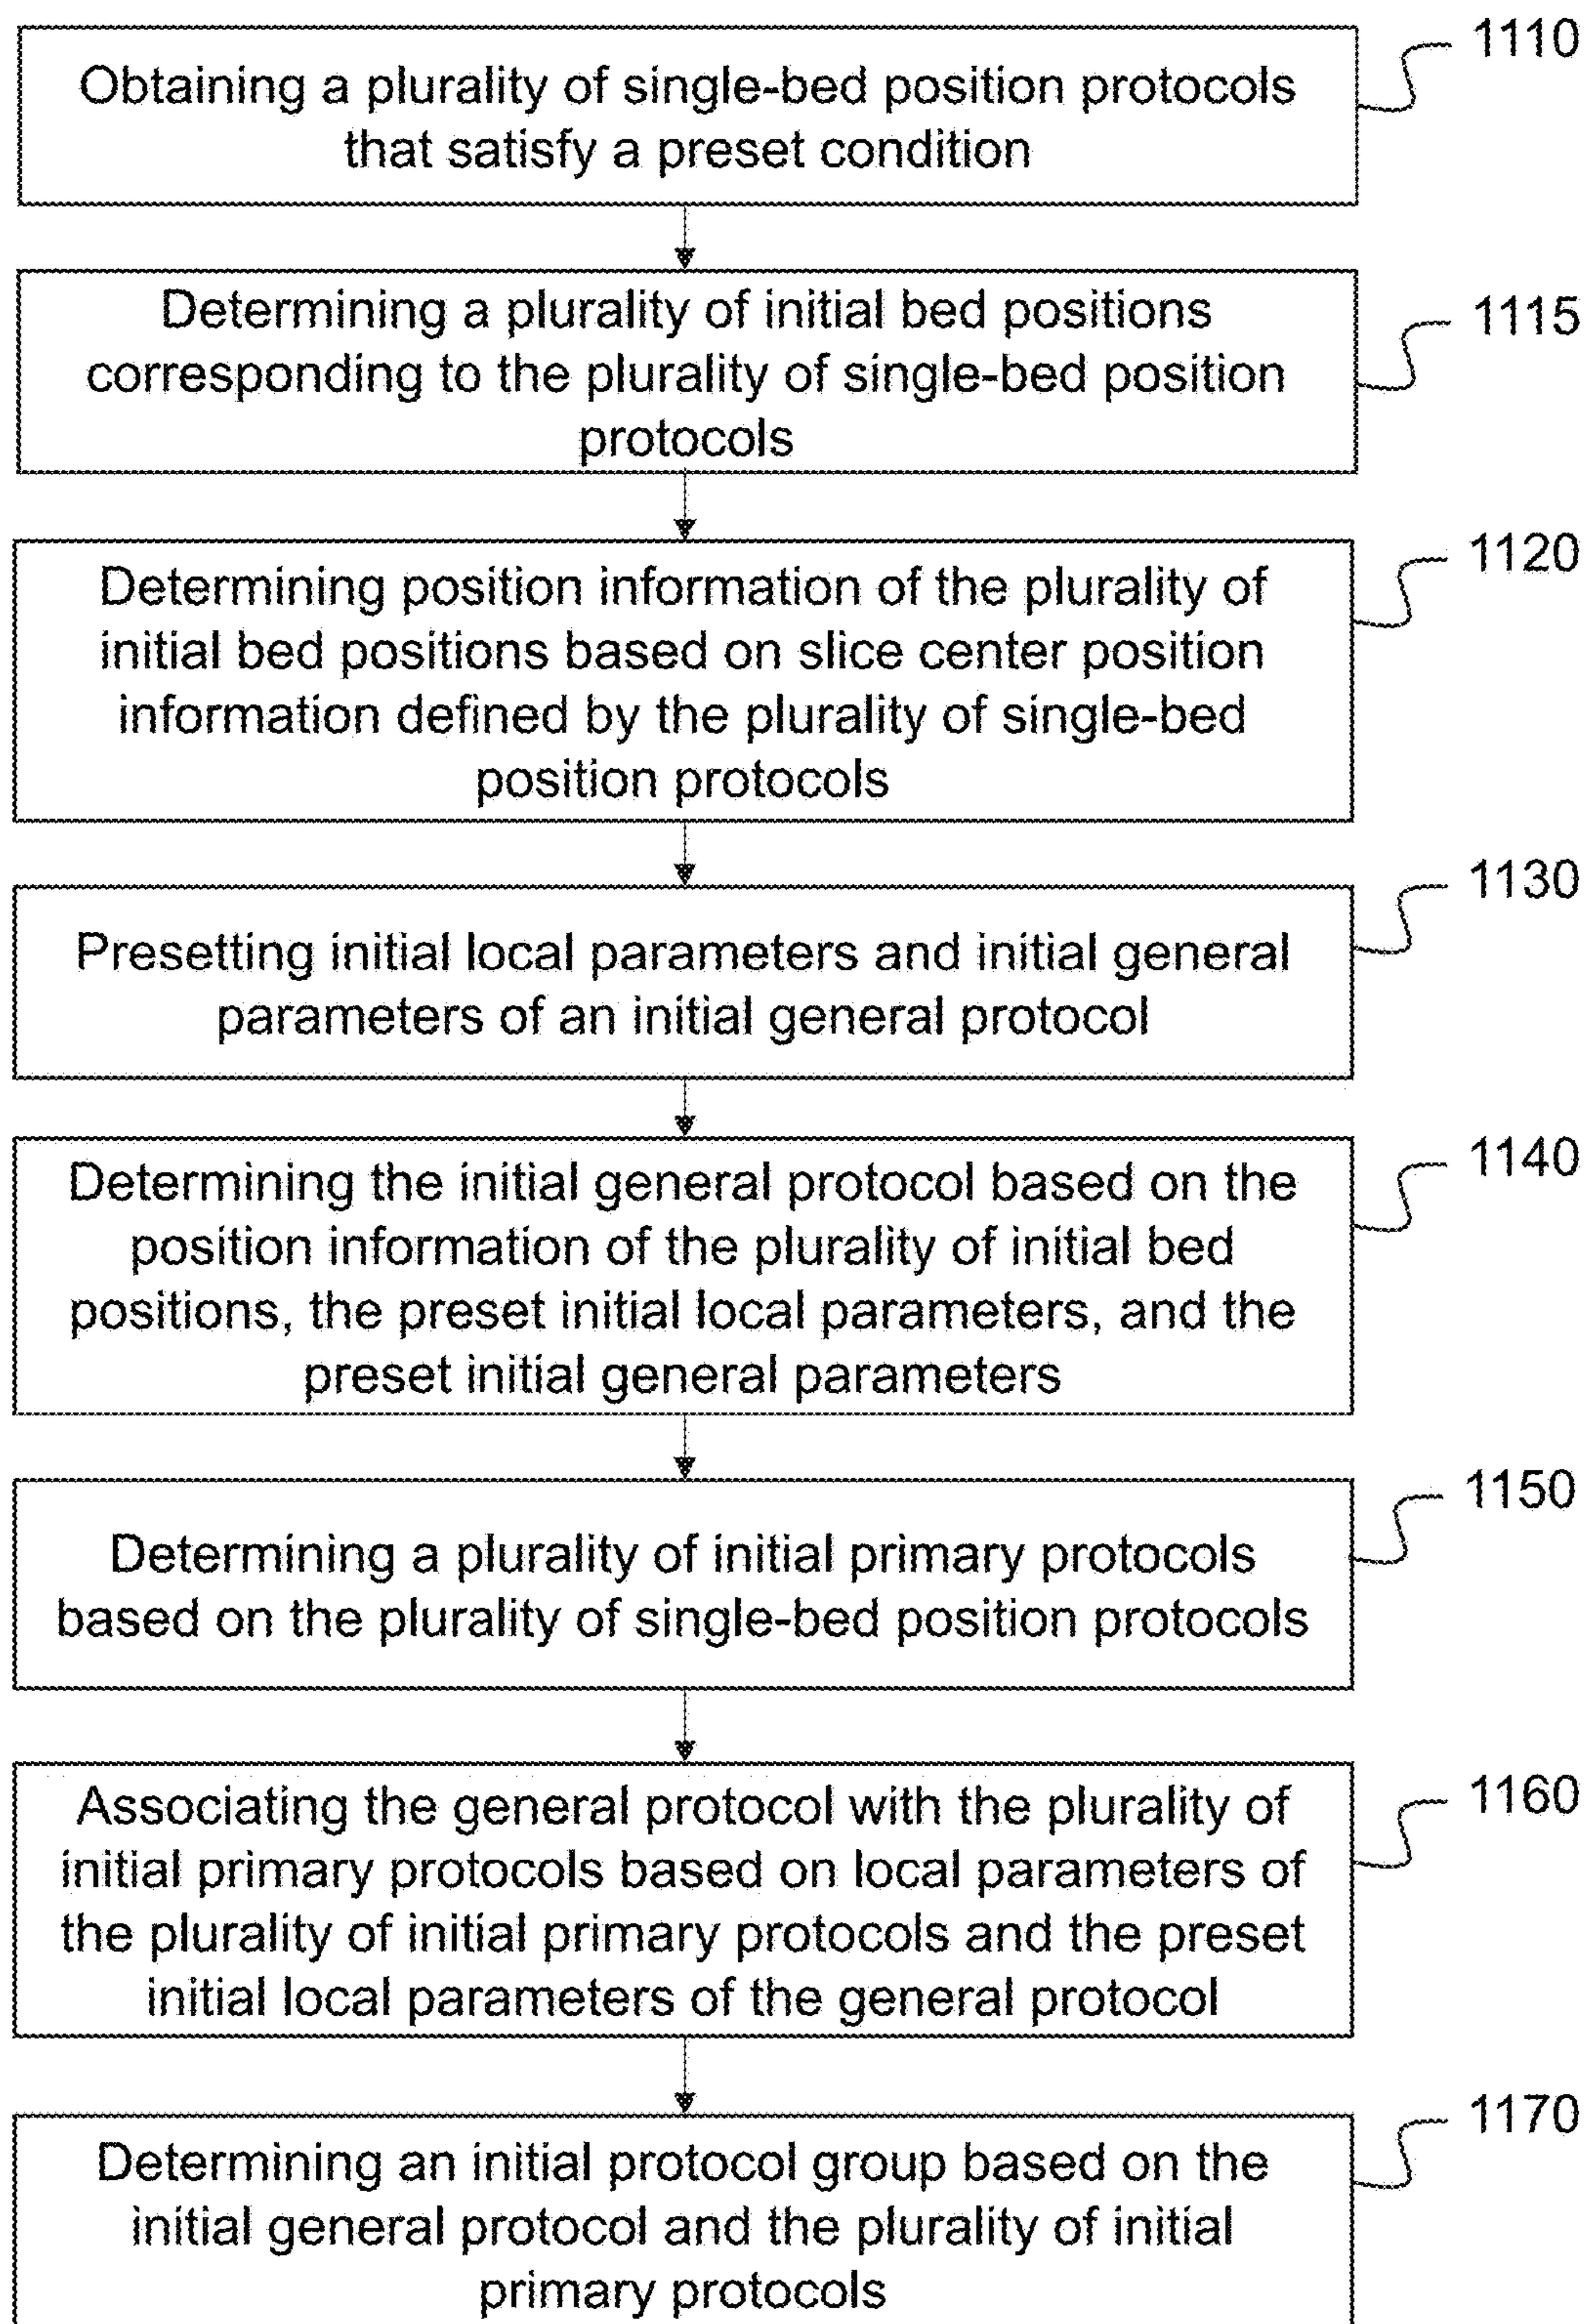 1110
Obtaining a plurality of single-bed position protocols
that satisfy a preset condition
1115
Determining a plurality of initial bed positions
corresponding to the plurality of single-bed position
protocols
1120
Determining position information of the plurality of
initial bed positions based on slice center position
information defined by the plurality of single-bed
position protocols
1130
Presetting initial local parameters and initial general
parameters of an initial general protocol
1140
Determining the initial general protocol based on the
position information of the plurality of initial bed
positions, the preset initial local parameters, and the
preset initial general parameters
1150
Determining a plurality of initial primary protocols
based on the plurality of single-bed position protocols
1160
Associating the general protocol with the plurality of
initial primary protocols based on local parameters of
the plurality of initial primary protocols and the preset
initial local parameters of the general protocol
1170
Determining an initial protocol group based on the
initial general protocol and the plurality of initial
primary protocols